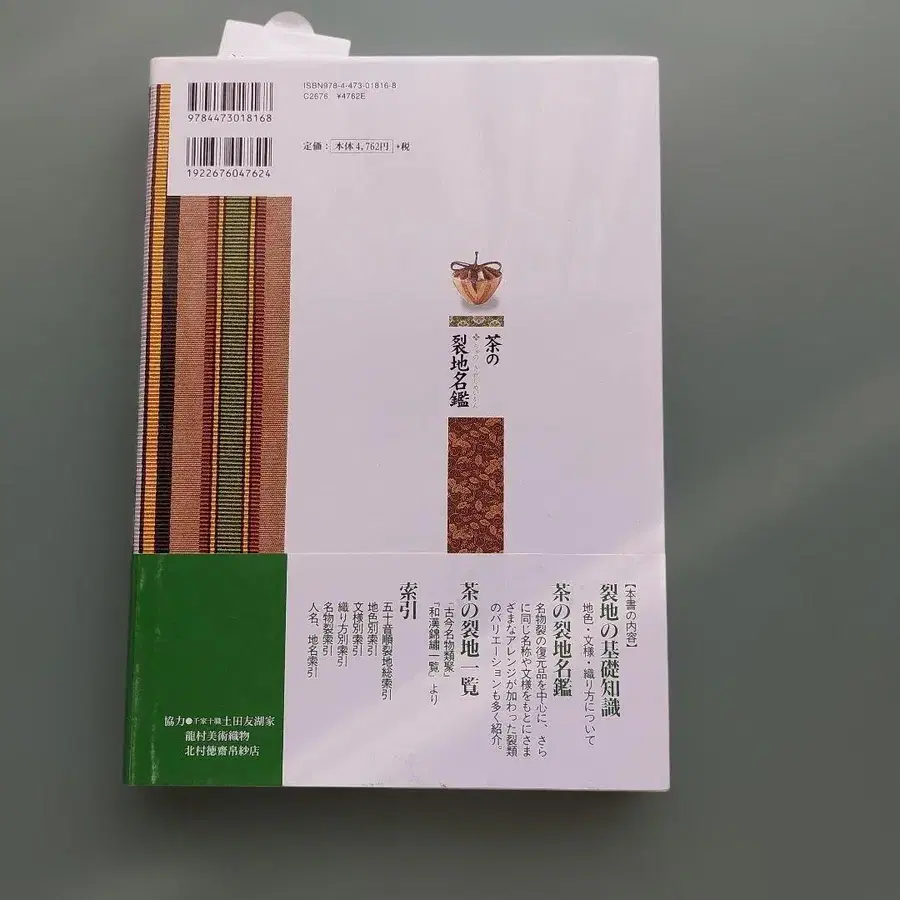 ISBN978-4-473-01816-8
C2676 ¥4762E
9784473018168
定価：本体4,762円+税
1922676047624
茶の
裂地名鑑
【本書の内容】
裂地の基礎知識
地色・文様・織り方について
茶の裂地名鑑
名物裂の復元品を中心に、さら
に同じ名称や文様をもとにさま
ざまなアレンジが加わった裂類
のバリエーションも多く紹介。
茶の裂地一覧
『古今名物類聚』
『和漢錦繡一覧』より
索引
五十音順裂地総索引
地色別索引
文様別索引
織り方別索引
名物裂索引
人名、地名索引
協力●千家十職 土田友湖家
龍村美術織物
北村徳齋帛紗店